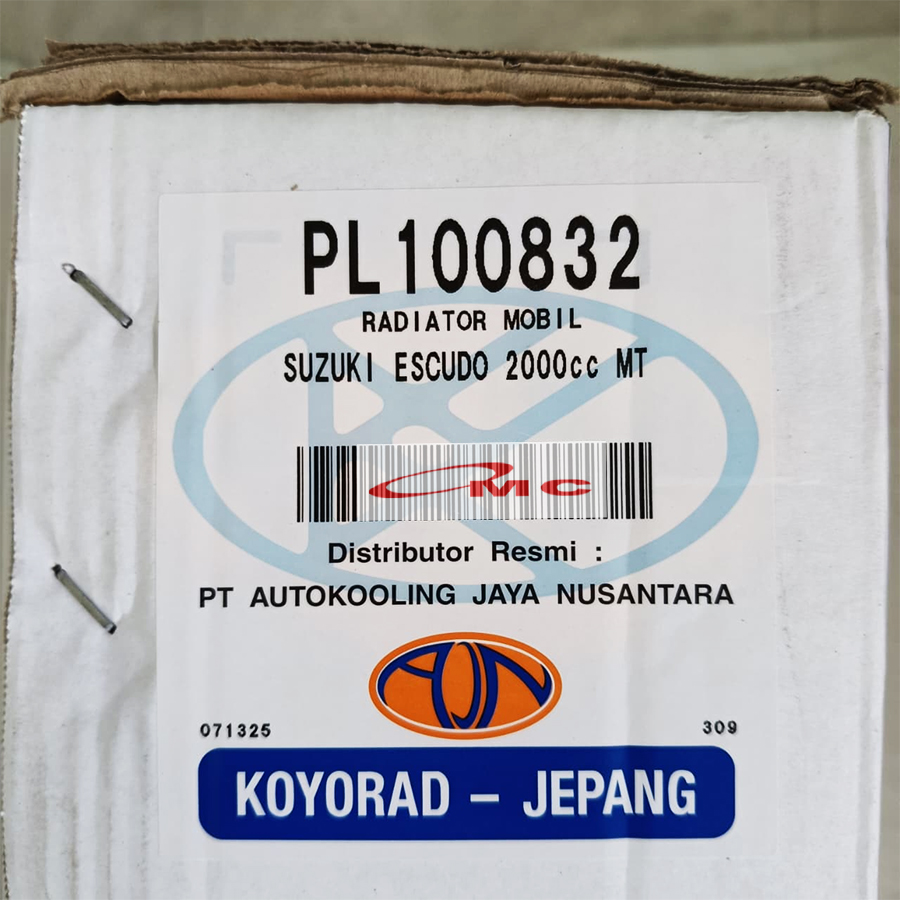 PL100832
RADIATOR MOBIL
SUZUKI ESCUDO 2000cc MT
CMC
Distributor Resmi :
PT AUTOKOOLING JAYA NUSANTARA
AJN
071325
309
KOYORAD – JEPANG